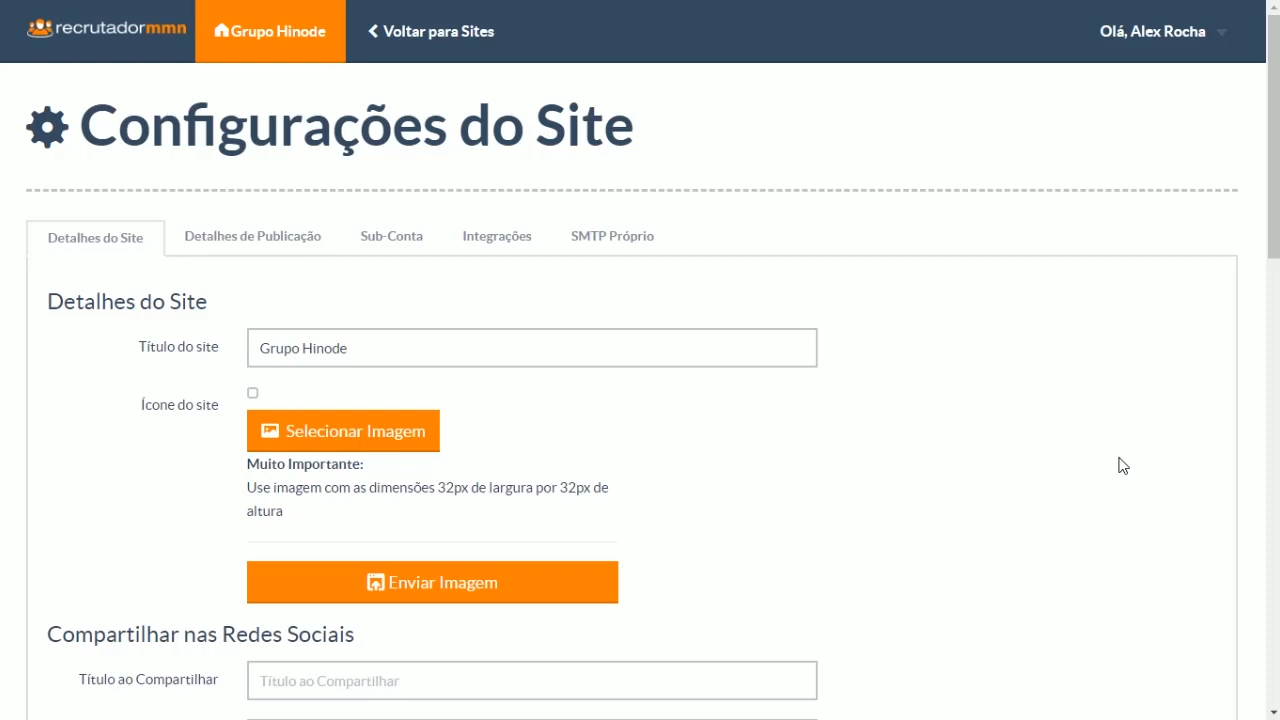 recrutadormmn Grupo Hinode Voltar para Sites Olá, Alex Rocha
Configurações do Site
Detalhes do Site Detalhes de Publicação Sub-Conta Integrações SMTP Próprio
Detalhes do Site
Título do site Grupo Hinode
Ícone do site
Selecionar Imagem
Muito Importante:
Use imagem com as dimensões 32px de largura por 32px de
altura
Enviar Imagem
Compartilhar nas Redes Sociais
Título ao Compartilhar Título ao Compartilhar